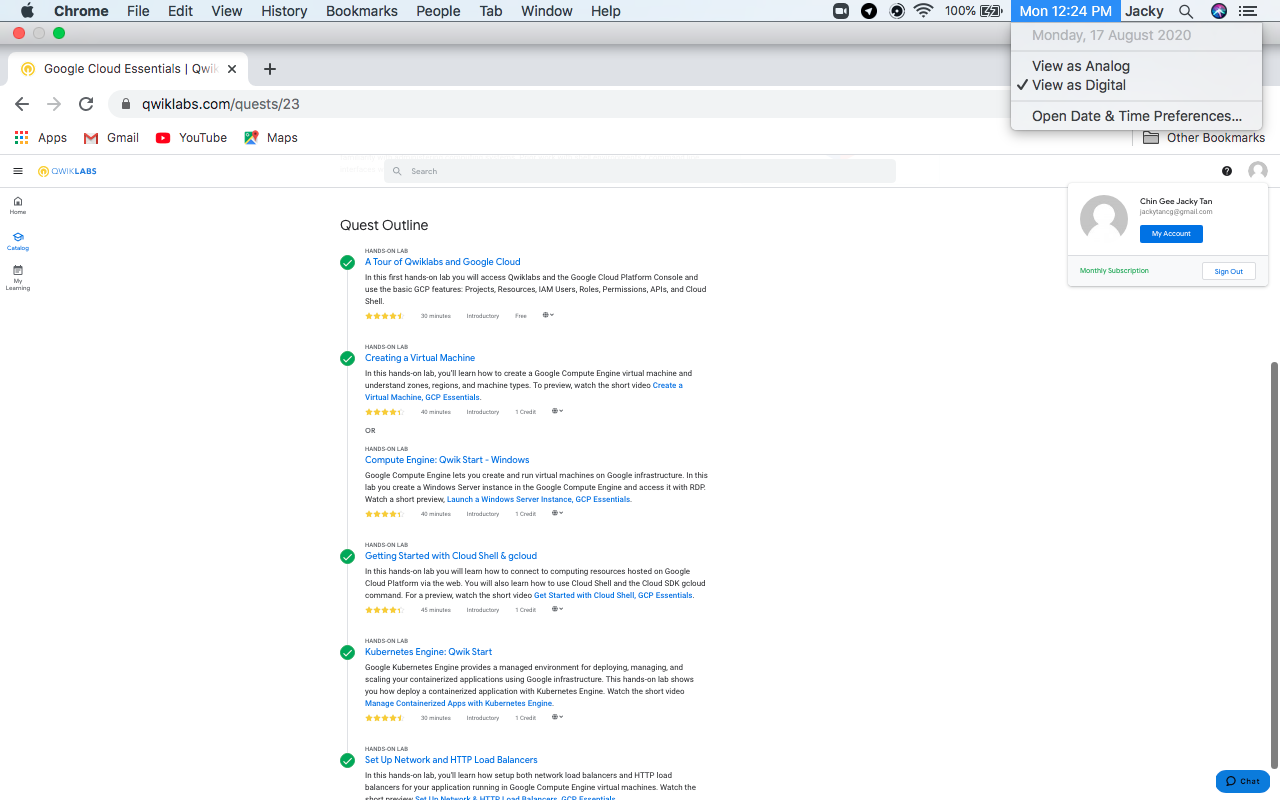 Chrome File Edit View History Bookmarks People Tab Window Help 100% Mon 12:24 PM Jacky
Monday, 17 August 2020
View as Analog
View as Digital
Open Date & Time Preferences...
Google Cloud Essentials | Qwik
qwiklabs.com/quests/23
Apps Gmail YouTube Maps Other Bookmarks
QWIKLABS Search
Home
Catalog
My
Learning
Chin Gee Jacky Tan
jackytancg@gmail.com
My Account
Monthly Subscription Sign Out
Quest Outline
HANDS-ON LAB
A Tour of Qwiklabs and Google Cloud
In this first hands-on lab you will access Qwiklabs and the Google Cloud Platform Console and
use the basic GCP features: Projects, Resources, IAM Users, Roles, Permissions, APIs, and Cloud
Shell.
30 minutes Introductory Free
HANDS-ON LAB
Creating a Virtual Machine
In this hands-on lab, you'll learn how to create a Google Compute Engine virtual machine and
understand zones, regions, and machine types. To preview, watch the short video Create a
Virtual Machine, GCP Essentials.
40 minutes Introductory 1 Credit
OR
HANDS-ON LAB
Compute Engine: Qwik Start - Windows
Google Compute Engine lets you create and run virtual machines on Google infrastructure. In this
lab you create a Windows Server instance in the Google Compute Engine and access it with RDP.
Watch a short preview, Launch a Windows Server Instance, GCP Essentials.
40 minutes Introductory 1 Credit
HANDS-ON LAB
Getting Started with Cloud Shell & gcloud
In this hands-on lab you will learn how to connect to computing resources hosted on Google
Cloud Platform via the web. You will also learn how to use Cloud Shell and the Cloud SDK gcloud
command. For a preview, watch the short video Get Started with Cloud Shell, GCP Essentials.
45 minutes Introductory 1 Credit
HANDS-ON LAB
Kubernetes Engine: Qwik Start
Google Kubernetes Engine provides a managed environment for deploying, managing, and
scaling your containerized applications using Google infrastructure. This hands-on lab shows
you how deploy a containerized application with Kubernetes Engine. Watch the short video
Manage Containerized Apps with Kubernetes Engine.
30 minutes Introductory 1 Credit
HANDS-ON LAB
Set Up Network and HTTP Load Balancers
In this hands-on lab, you'll learn how setup both network load balancers and HTTP load
balancers for your application running in Google Compute Engine virtual machines. Watch the
short preview Set Up Network & HTTP Load Balancers, GCP Essentials.
Chat